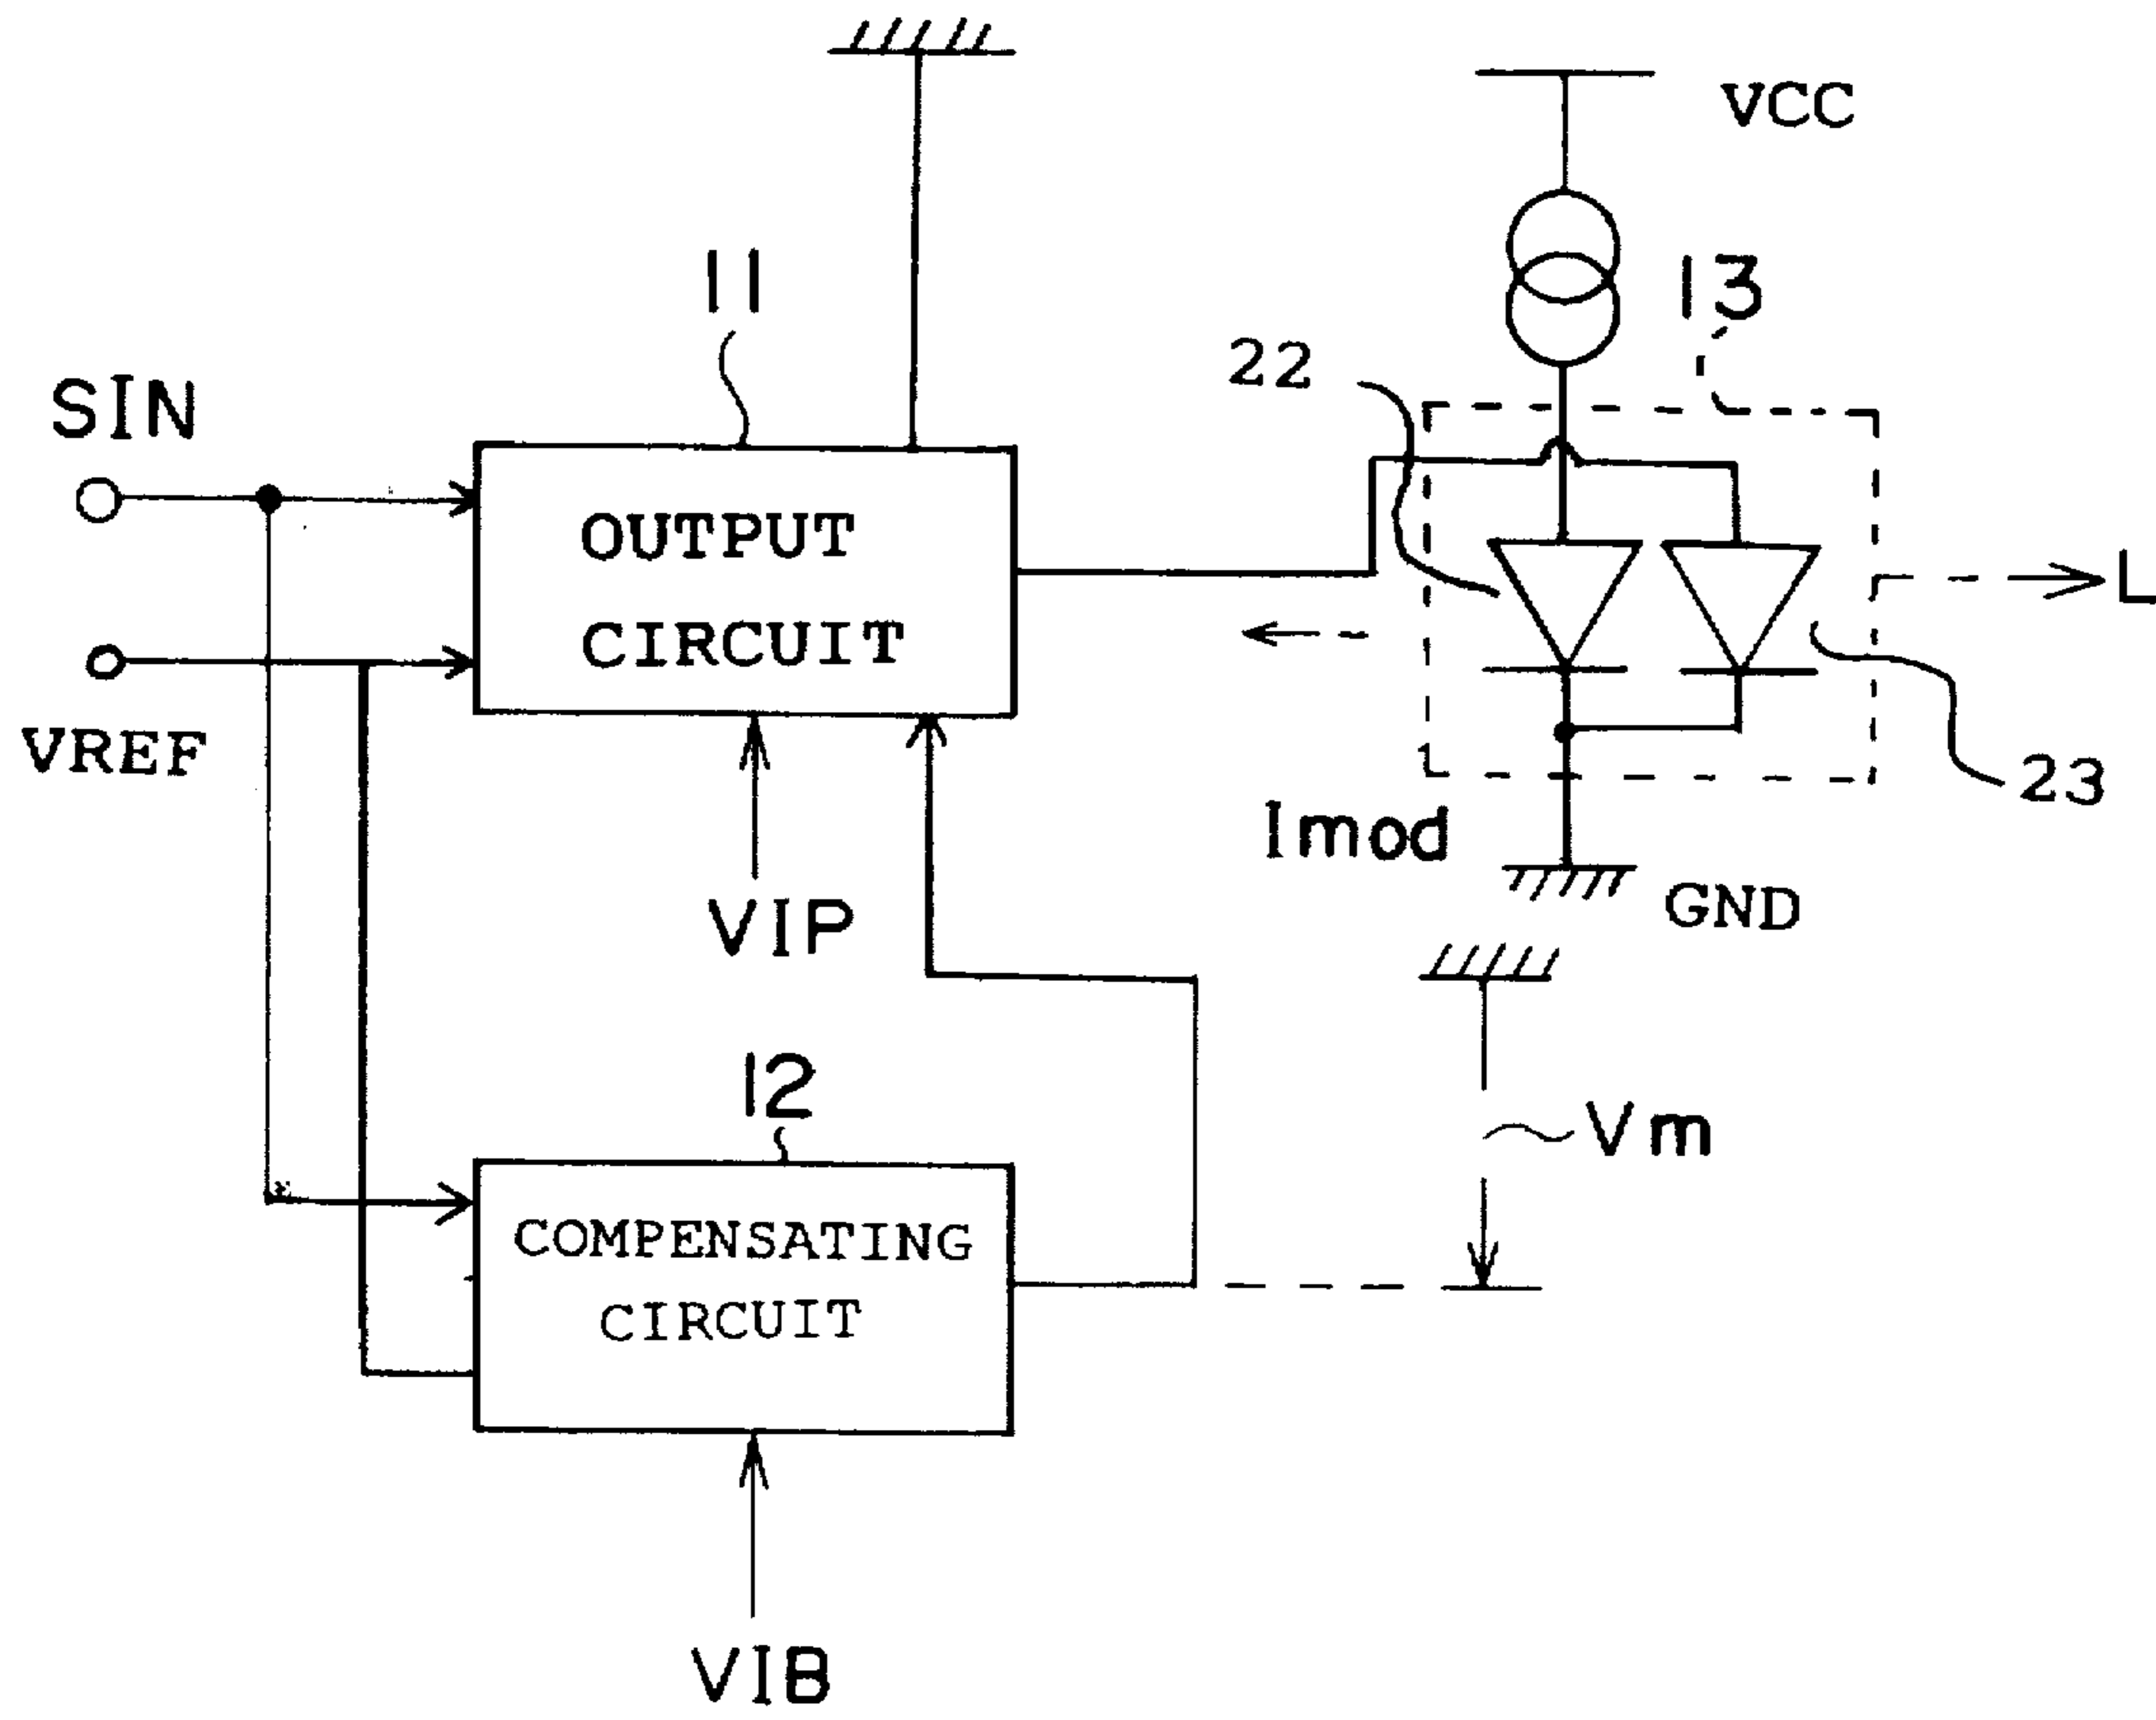 VCC
11
13
22
SIN
OUTPUT
CIRCUIT
L
VREF
23
Imod
VIP
GND
12
Vm
COMPENSATING
CIRCUIT
VIB